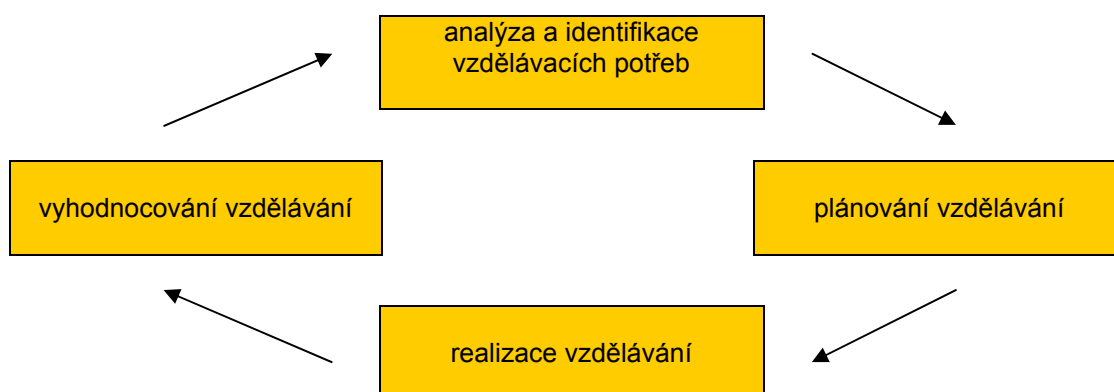 analýza a identifikace
vzdělávacích potřeb
vyhodnocování vzdělávání
plánování vzdělávání
realizace vzdělávání